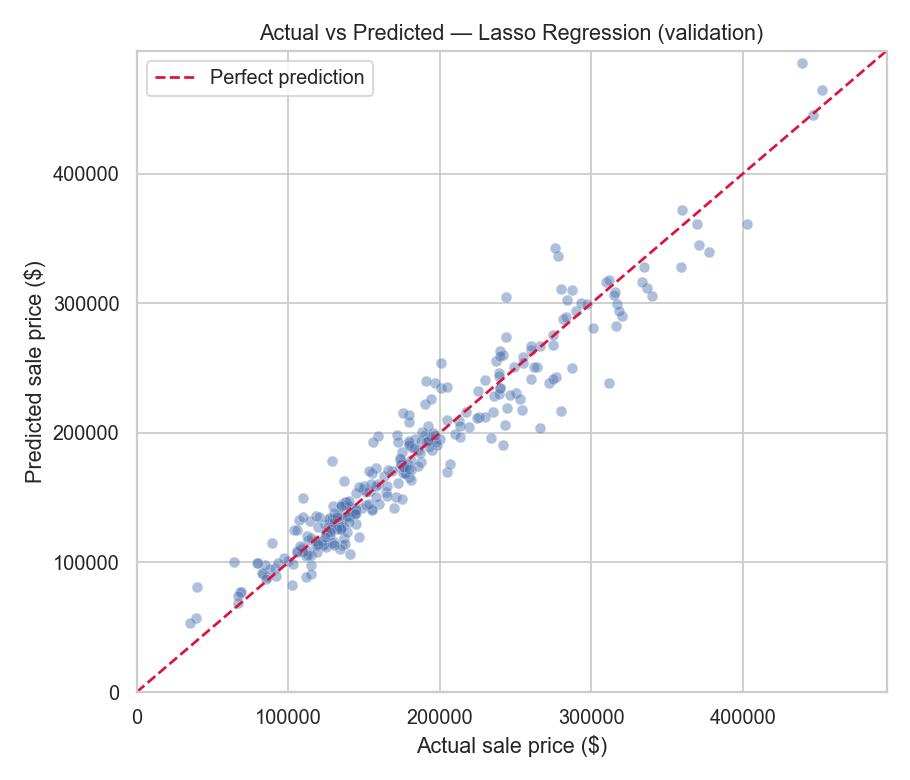 Actual vs Predicted — Lasso Regression (validation)
Perfect prediction
Predicted sale price ($)
400000
300000
200000
100000
0
0 100000 200000 300000 400000
Actual sale price ($)